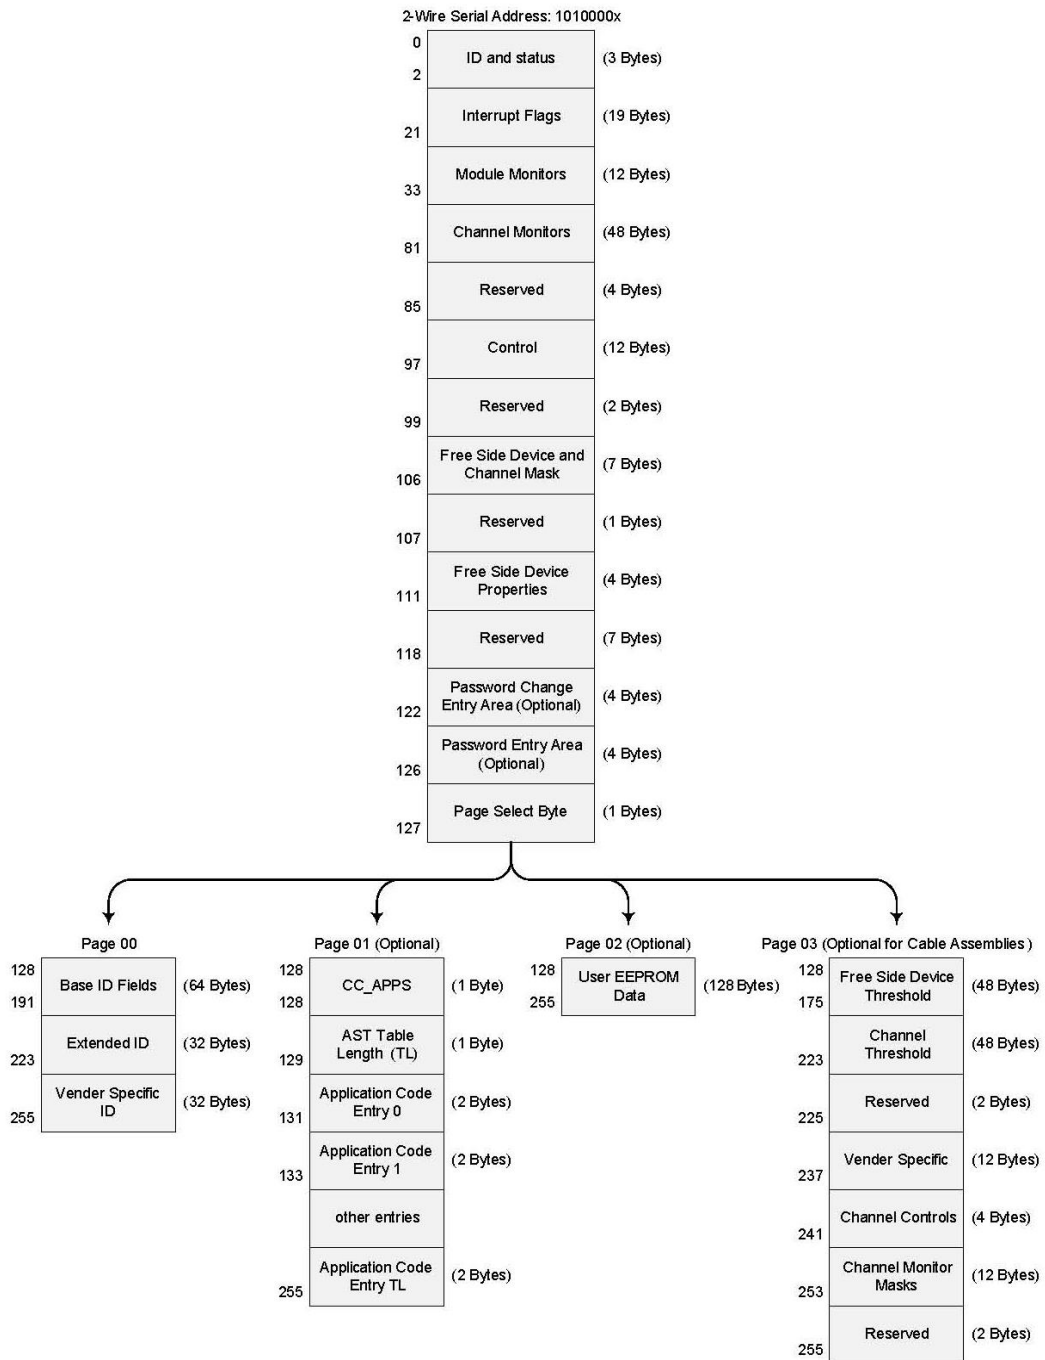 2-Wire Serial Address: 1010000x
0
ID and status (3 Bytes)
2
Interrupt Flags (19 Bytes)
21
Module Monitors (12 Bytes)
33
Channel Monitors (48 Bytes)
81
Reserved (4 Bytes)
85
Control (12 Bytes)
97
Reserved (2 Bytes)
99
Free Side Device and
Channel Mask
(7 Bytes)
106
Reserved (1 Bytes)
107
Free Side Device
Properties
(4 Bytes)
111
Reserved (7 Bytes)
118
Password Change
Entry Area (Optional)
(4 Bytes)
122
Password Entry Area
(Optional)
(4 Bytes)
126
Page Select Byte (1 Bytes)
127
Page 00
128
Base ID Fields (64 Bytes)
191
Extended ID (32 Bytes)
223
Vender Specific
ID
(32 Bytes)
255
Page 01 (Optional)
128
CC_APPS (1 Byte)
128
AST Table
Length (TL)
(1 Byte)
129
Application Code
Entry 0
(2 Bytes)
131
Application Code
Entry 1
(2 Bytes)
133
other entries
Application Code
Entry TL
(2 Bytes)
255
Page 02 (Optional)
128
User EEPROM
Data
(128 Bytes)
255
Page 03 (Optional for Cable Assemblies )
128
Free Side Device
Threshold
(48 Bytes)
175
Channel
Threshold
(48 Bytes)
223
Reserved (2 Bytes)
225
Vender Specific (12 Bytes)
237
Channel Controls (4 Bytes)
241
Channel Monitor
Masks
(12 Bytes)
253
Reserved (2 Bytes)
255